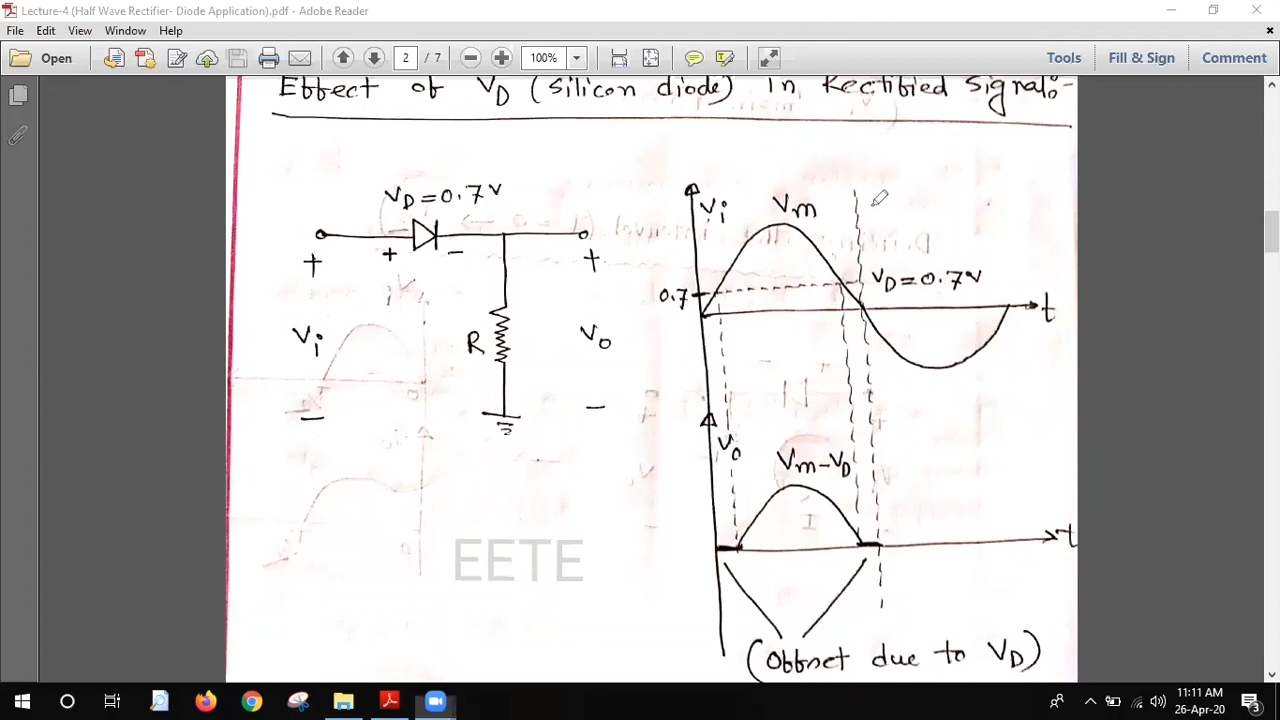 Lecture-4 (Half Wave Rectifier- Diode Application).pdf - Adobe Reader
File Edit View Window Help
Open 2 / 7 100% Tools Fill & Sign Comment
Effect of VD (silicon diode) in Rectified Signal:-
VD = 0.7V
+ - + +
Vi R Vo
- -
Vi Vm
0.7 VD = 0.7V t
Vo Vm-VD
t
EETE
(Offset due to VD)
11:11 AM
26-Apr-20
3